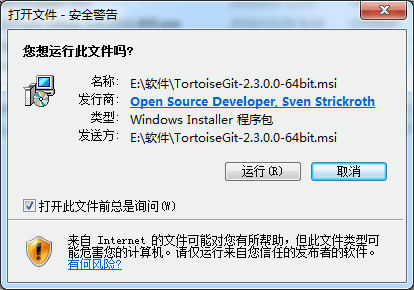 打开文件 - 安全警告
您想运行此文件吗?
名称: E:\软件\TortoiseGit-2.3.0.0-64bit.msi
发行商: Open Source Developer, Sven Strickroth
类型: Windows Installer 程序包
发送方: E:\软件\TortoiseGit-2.3.0.0-64bit.msi
运行(R) 取消
打开此文件前总是询问(W)
来自 Internet 的文件可能对您有所帮助，但此文件类型可
能危害您的计算机。请仅运行来自您信任的发布者的软件。
有何风险?